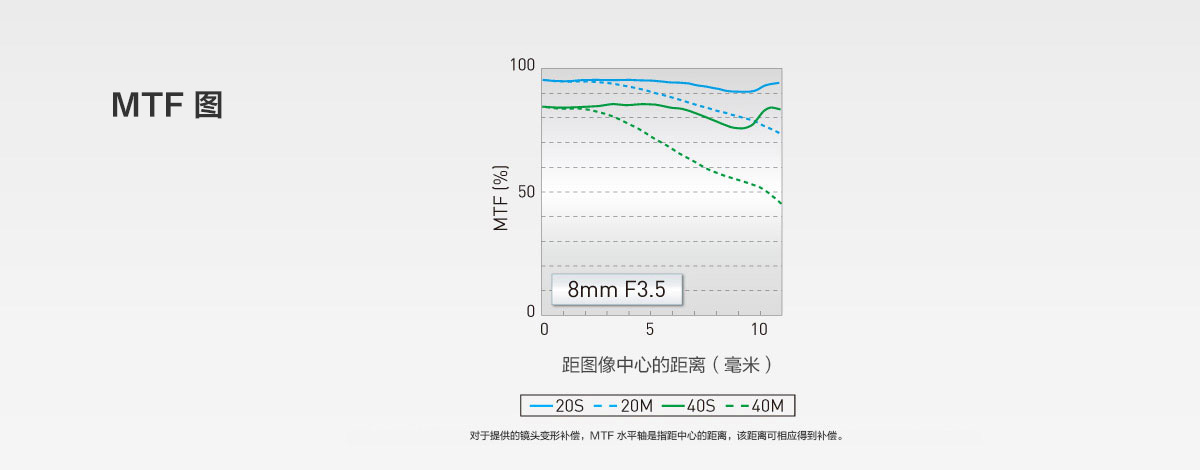 MTF 图
100
MTF (%)
50
8mm F3.5
0
0 5 10
距图像中心的距离（毫米）
20S 20M 40S 40M
对于提供的镜头变形补偿，MTF 水平轴是指距中心的距离，该距离可相应得到补偿。